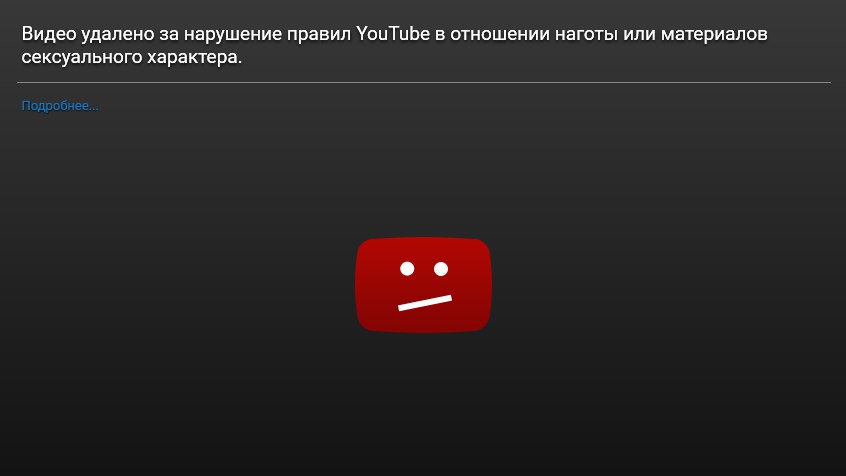 Видео удалено за нарушение правил YouTube в отношении наготы или материалов
сексуального характера.
Подробнее...